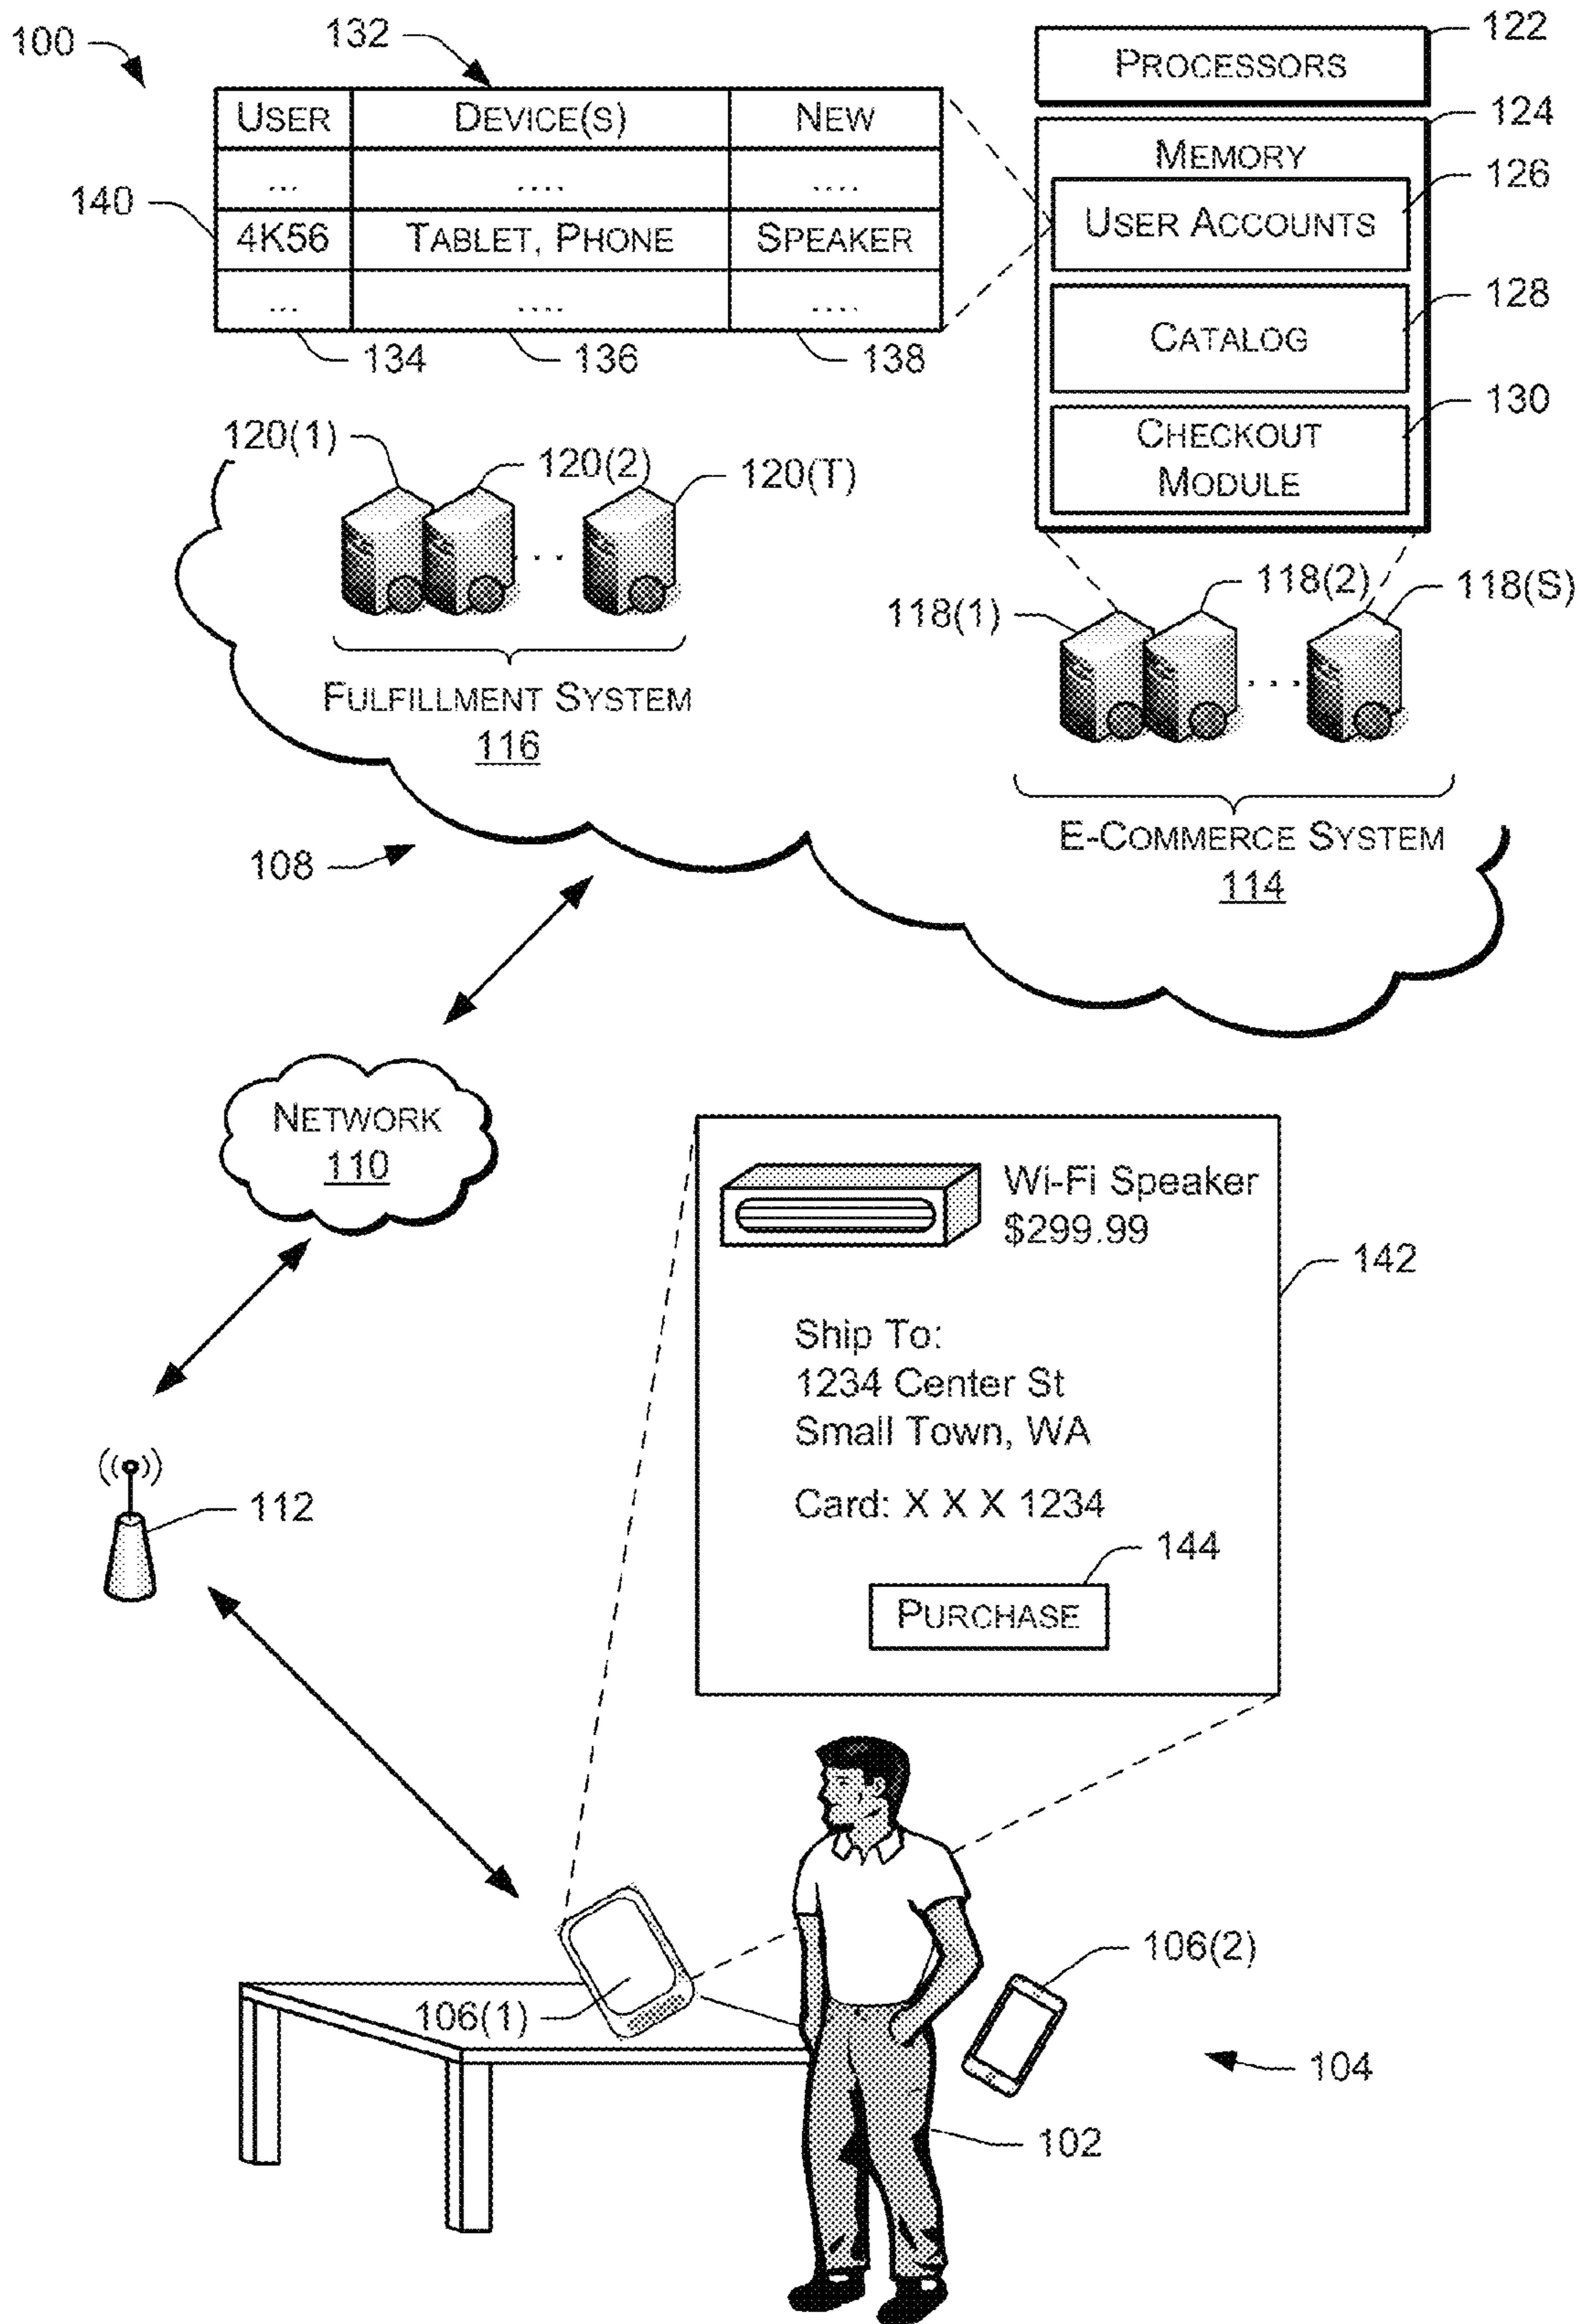 100
132
USER DEVICE(S) NEW
... .... ....
140
4K56 TABLET, PHONE SPEAKER
... .... ....
134 136 138
PROCESSORS
122
124
MEMORY
126
USER ACCOUNTS
128
CATALOG
130
CHECKOUT
MODULE
120(1)
120(2)
120(T)
...
FULFILLMENT SYSTEM
116
118(1)
118(2)
118(S)
...
E-COMMERCE SYSTEM
114
108
NETWORK
110
Wi-Fi Speaker
$299.99
142
Ship To:
1234 Center St
Small Town, WA
Card: X X X 1234
144
PURCHASE
112
106(1)
106(2)
104
102